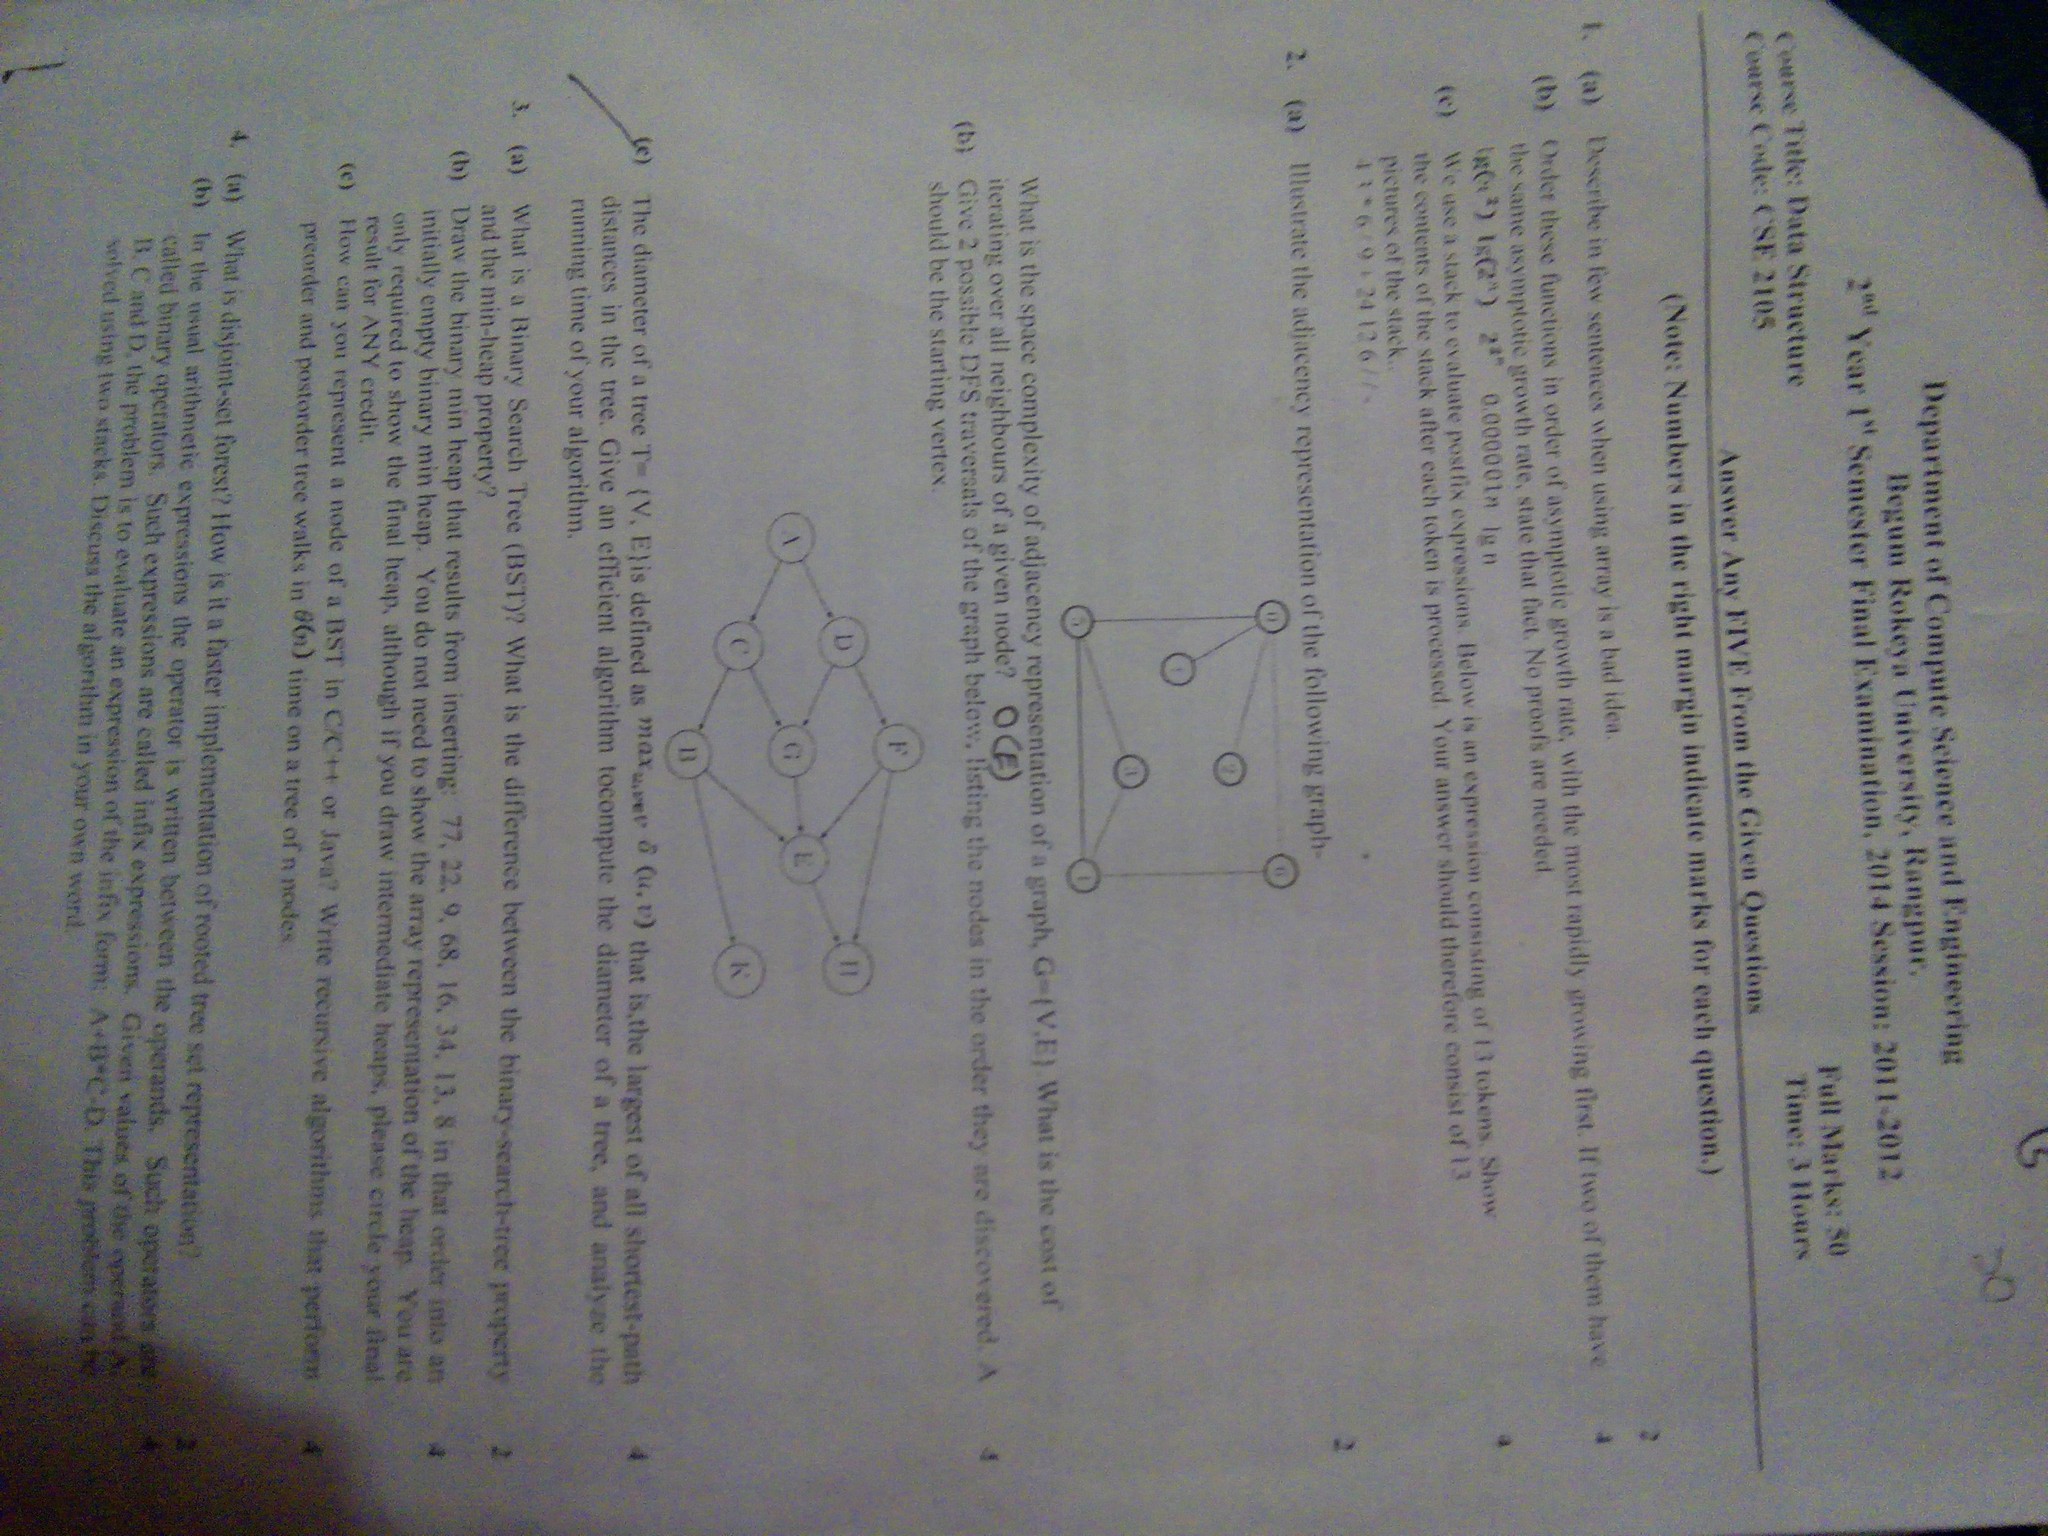 Department of Compute Science and Engineering
Begum Rokeya University, Rangpur.
2nd Year 1st Semester Final Examination, 2014 Session: 2011-2012
Full Marks: 50
Course Title: Data Structure
Time: 3 Hours
Course Code: CSE 2105
Answer Any FIVE From the Given Questions
(Note: Numbers in the right margin indicate marks for each question.)
1. (a) Describe in few sentences when using array is a bad idea. 2
(b) Order these functions in order of asymptotic growth rate, with the most rapidly growing first. If two of them have 4
the same asymptotic growth rate, state that fact. No proofs are needed.
lg(2ⁿ) 0.000001n lg n
(c) We use a stack to evaluate postfix expressions. Below is an expression consisting of 13 tokens. Show 4
the contents of the stack after each token is processed. Your answer should therefore consist of 13
pictures of the stack..
4 3 * 6 / 9 + 24 12 6 / /
2. (a) Illustrate the adjacency representation of the following graph- 2
0 6
2
1
3
5
What is the space complexity of adjacency representation of a graph, G={V,E}. What is the cost of
iterating over all neighbours of a given node? O(E)
(b) Give 2 possible DFS traversals of the graph below, listing the nodes in the order they are discovered. A 4
should be the starting vertex.
F
D H
A G E
C K
B
(c) The diameter of a tree T= {V, E}is defined as max u,vεv δ (u, v) that is,the largest of all shortest-path 4
distances in the tree. Give an efficient algorithm tocompute the diameter of a tree, and analyze the
running time of your algorithm.
3. (a) What is a Binary Search Tree (BST)? What is the difference between the binary-search-tree property 2
and the min-heap property?
(b) Draw the binary min heap that results from inserting: 77, 22, 9, 68, 16, 34, 13, 8 in that order into an 4
initially empty binary min heap. You do not need to show the array representation of the heap. You are
only required to show the final heap, although if you draw intermediate heaps, please circle your final
result for ANY credit.
(c) How can you represent a node of a BST in C/C++ or Java? Write recursive algorithms that perform 4
preorder and postorder tree walks in θ(n) time on a tree of n nodes.
4. (a) What is disjoint-set forest? How is it a faster implementation of rooted tree set representation? 2
(b) In the usual arithmetic expressions the operator is written between the operands. Such operators are 4
called binary operators. Such expressions are called infix expressions. Given values of the operand A,
B, C and D, the problem is to evaluate an expression of the infix form: A+B*C-D. This problem can be
solved using two stacks. Discuss the algorithm in your own word.